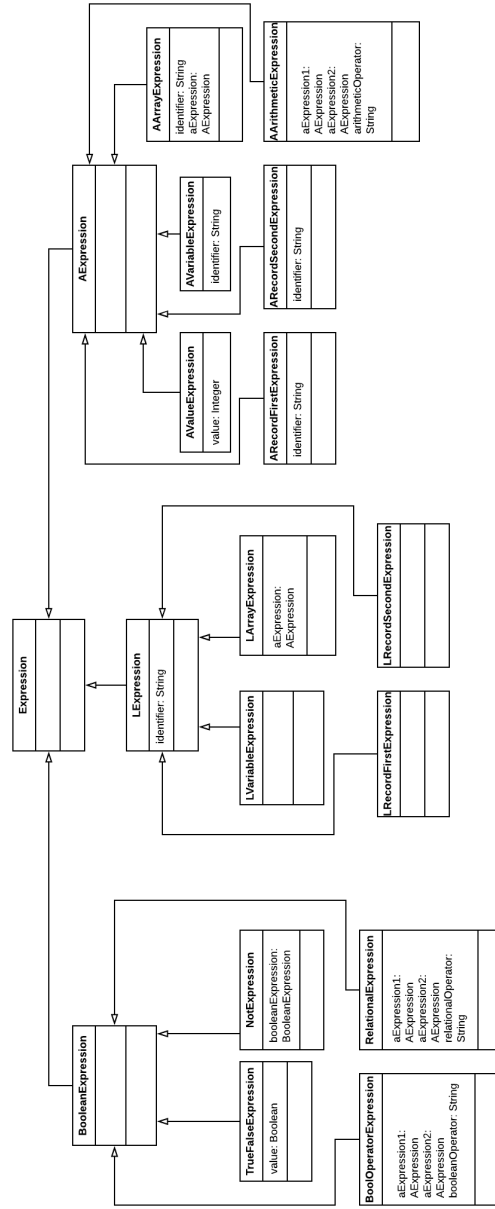 Expression
BooleanExpression
LExpression
identifier: String
AExpression
TrueFalseExpression
value: Boolean
NotExpression
booleanExpression:
BooleanExpression
BoolOperatorExpression
aExpression1:
AExpression
aExpression2:
AExpression
booleanOperator: String
RelationalExpression
aExpression1:
AExpression
aExpression2:
AExpression
relationalOperator:
String
LVariableExpression
LArrayExpression
aExpression:
AExpression
LRecordFirstExpression
LRecordSecondExpression
AValueExpression
value: Integer
AVariableExpression
identifier: String
AArrayExpression
identifier: String
aExpression:
AExpression
ARecordFirstExpression
identifier: String
ARecordSecondExpression
identifier: String
AArithmeticExpression
aExpression1:
AExpression
aExpression2:
AExpression
arithmeticOperator:
String